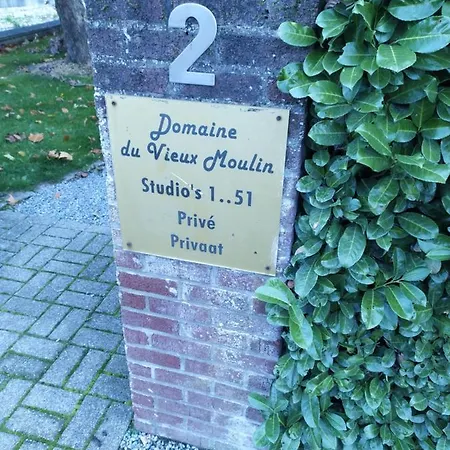 2
Domaine
du Vieux Moulin
Studio's 1..51
Privé
Privaat